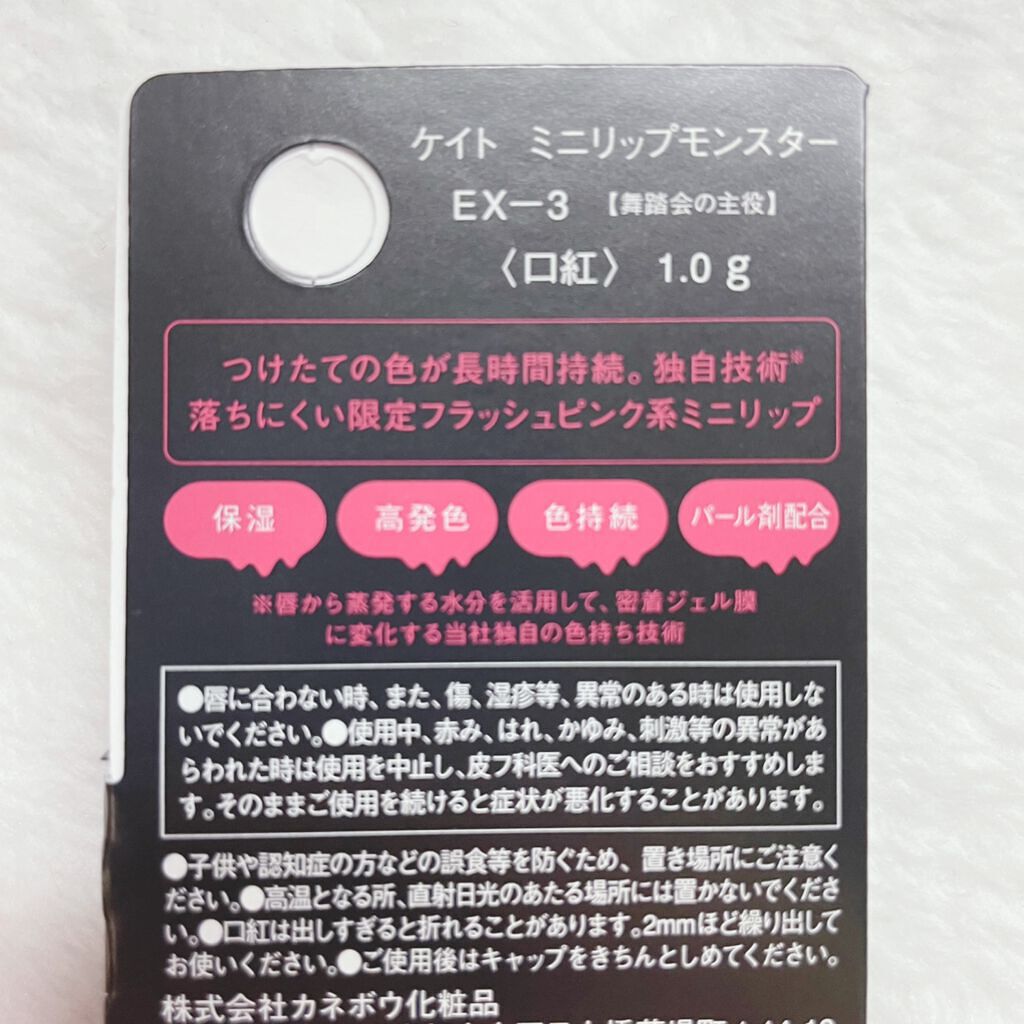 ケイト ミニリップモンスター
EX－3 【舞踏会の主役】
〈口紅〉 1.0 g
つけたての色が長時間持続。独自技術※
落ちにくい限定フラッシュピンク系ミニリップ
保湿 高発色 色持続 パール剤配合
※唇から蒸発する水分を活用して、密着ジェル膜
に変化する当社独自の色持ち技術
●唇に合わない時、また、傷、湿疹等、異常のある時は使用しな
いでください。●使用中、赤み、はれ、かゆみ、刺激等の異常があ
らわれた時は使用を中止し、皮フ科医へのご相談をおすすめしま
す。そのままご使用を続けると症状が悪化することがあります。
●子供や認知症の方などの誤食等を防ぐため、置き場所にご注意く
ださい。●高温となる所、直射日光のあたる場所には置かないでくださ
い。●口紅は出しすぎると折れることがあります。2mmほど繰り出して
お使いください。●ご使用後はキャップをきちんとしめてください。
株式会社カネボウ化粧品